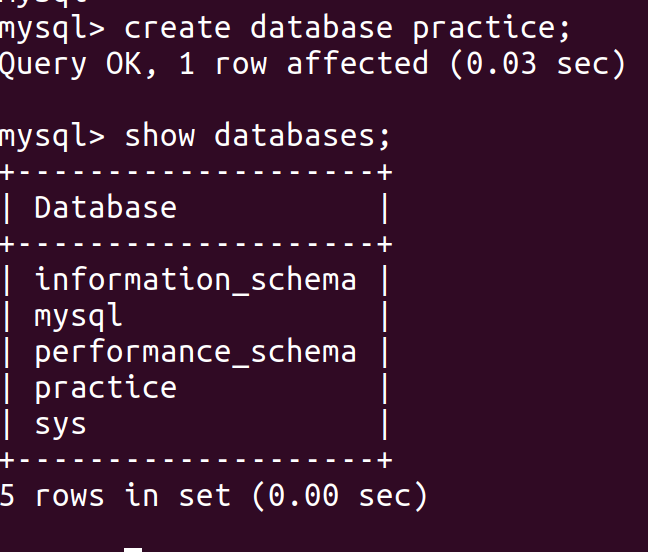 mysql> create database practice;
Query OK, 1 row affected (0.03 sec)
mysql> show databases;
+--------------------+
| Database           |
+--------------------+
| information_schema |
| mysql              |
| performance_schema |
| practice           |
| sys                |
+--------------------+
5 rows in set (0.00 sec)